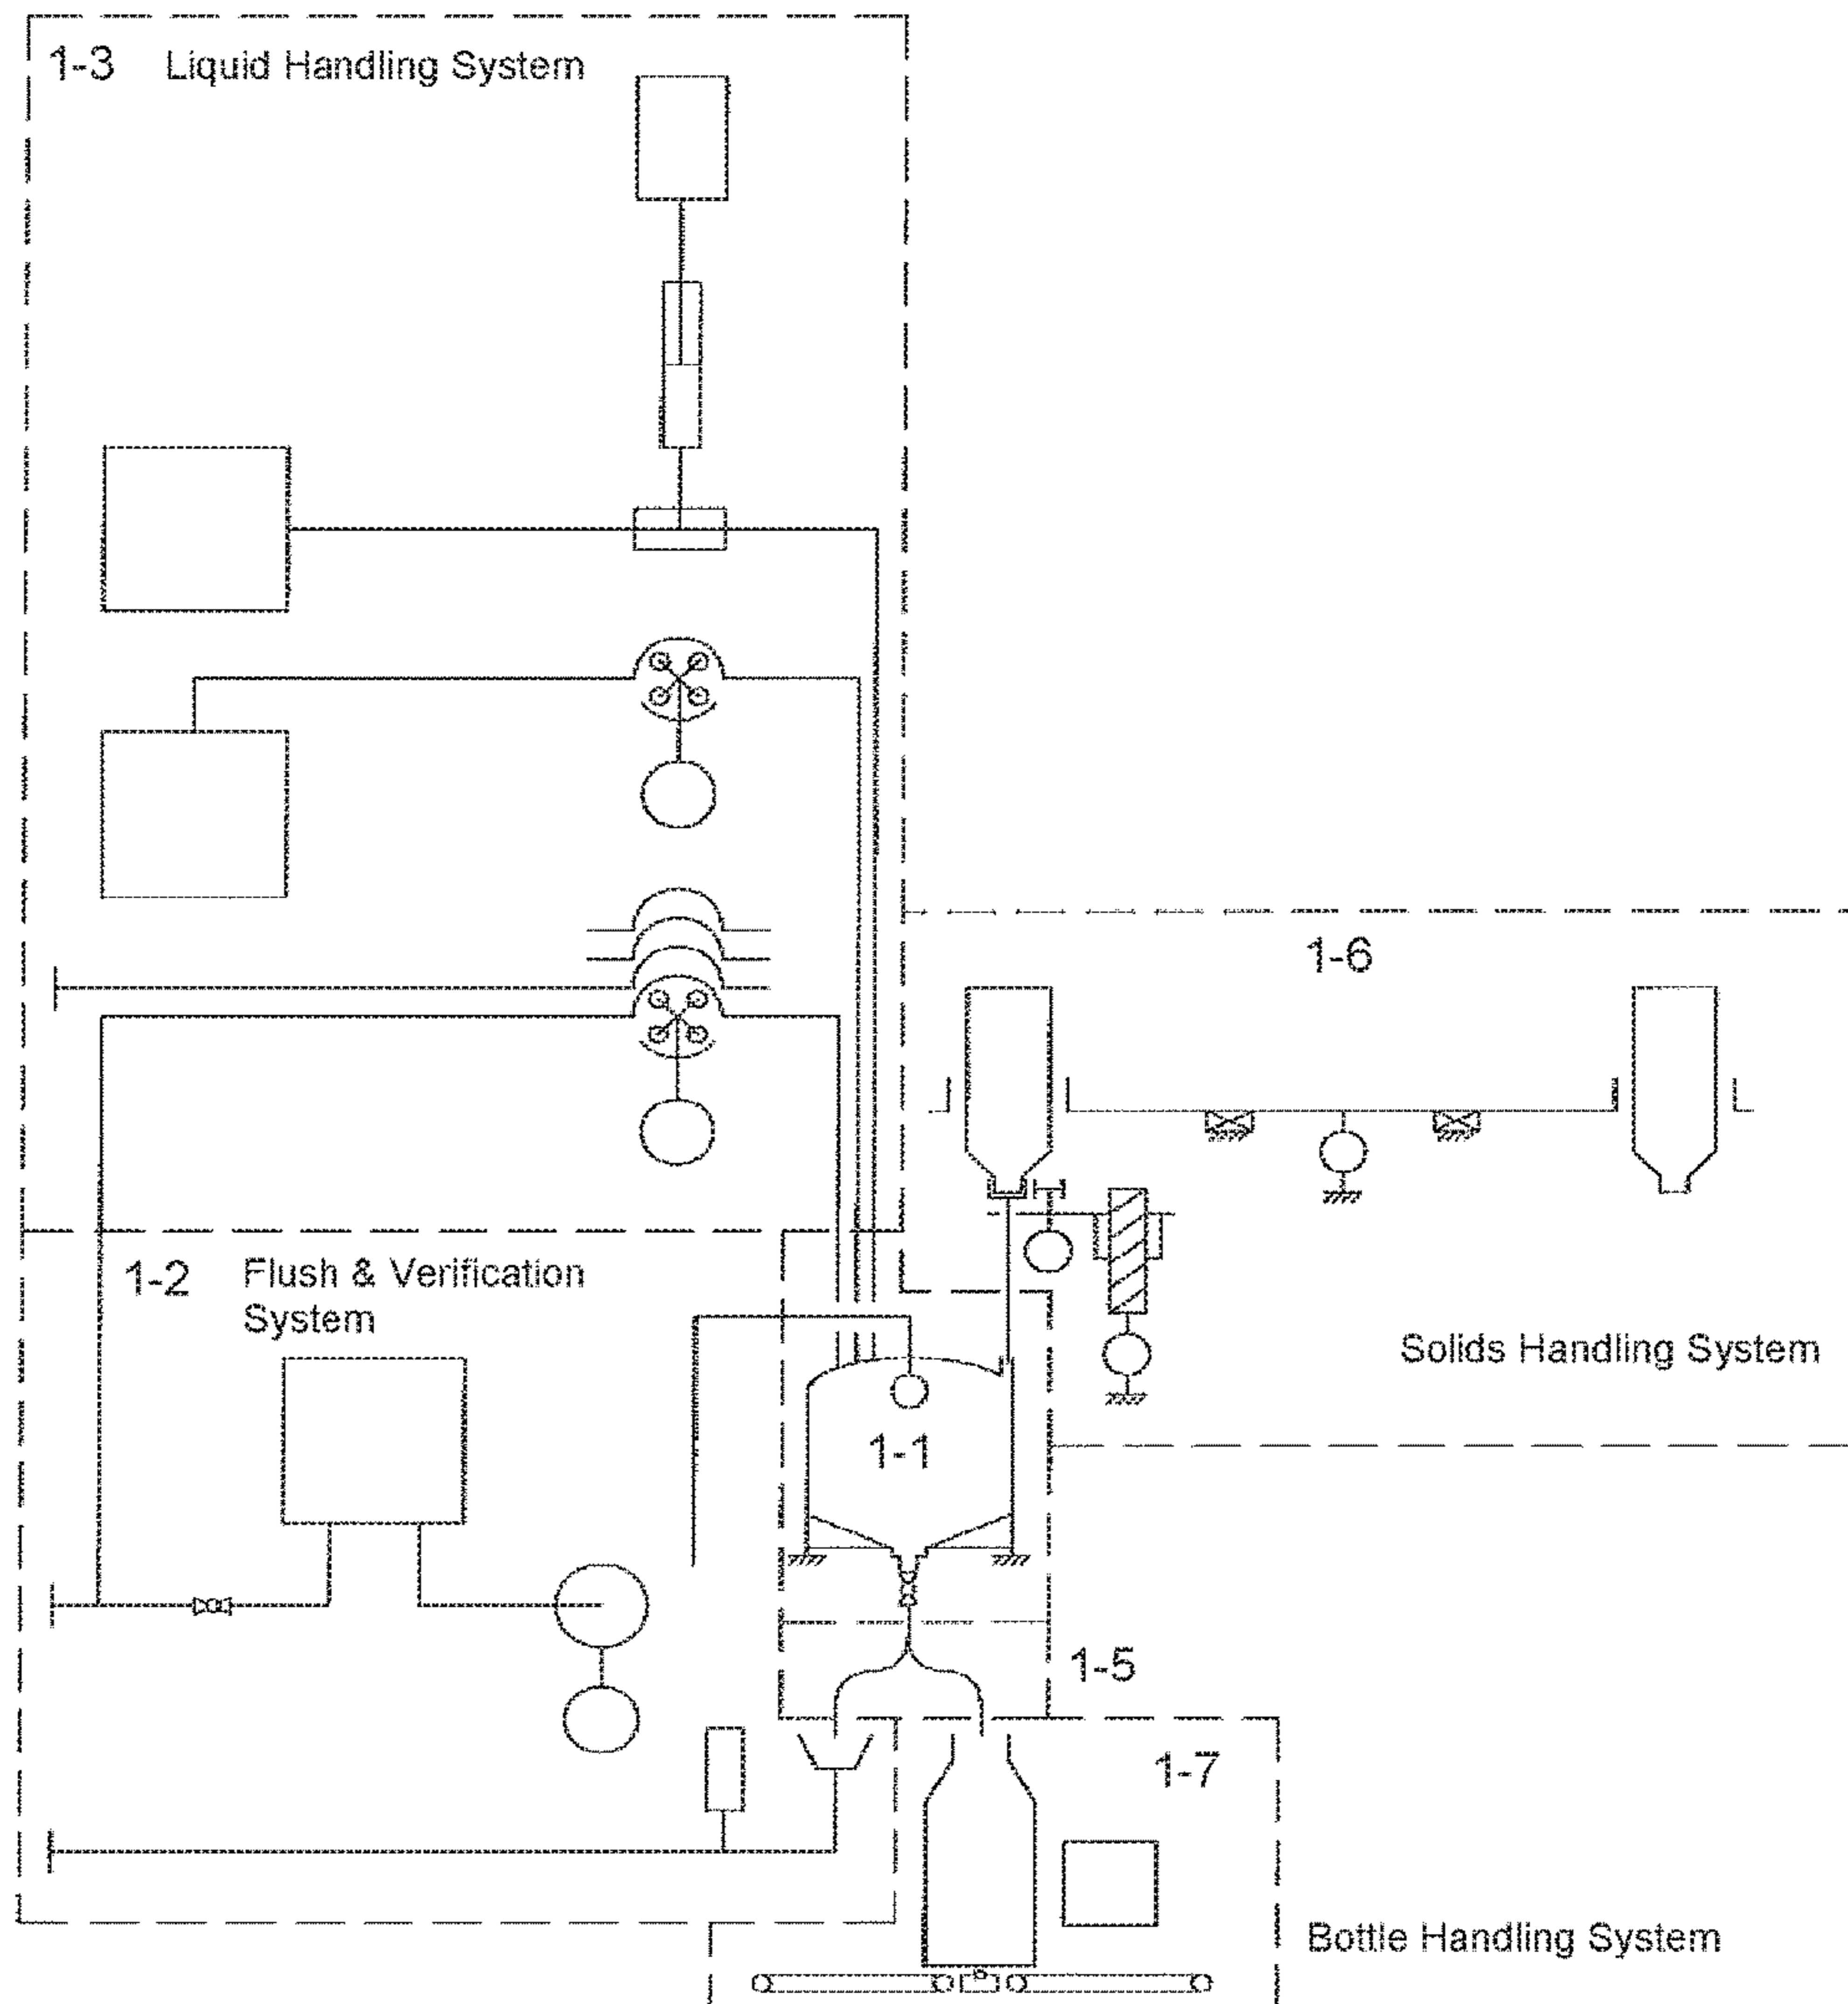 1-3 Liquid Handling System
1-6
1-2 Flush & Verification
System
Solids Handling System
1-1
1-5
1-7
Bottle Handling System